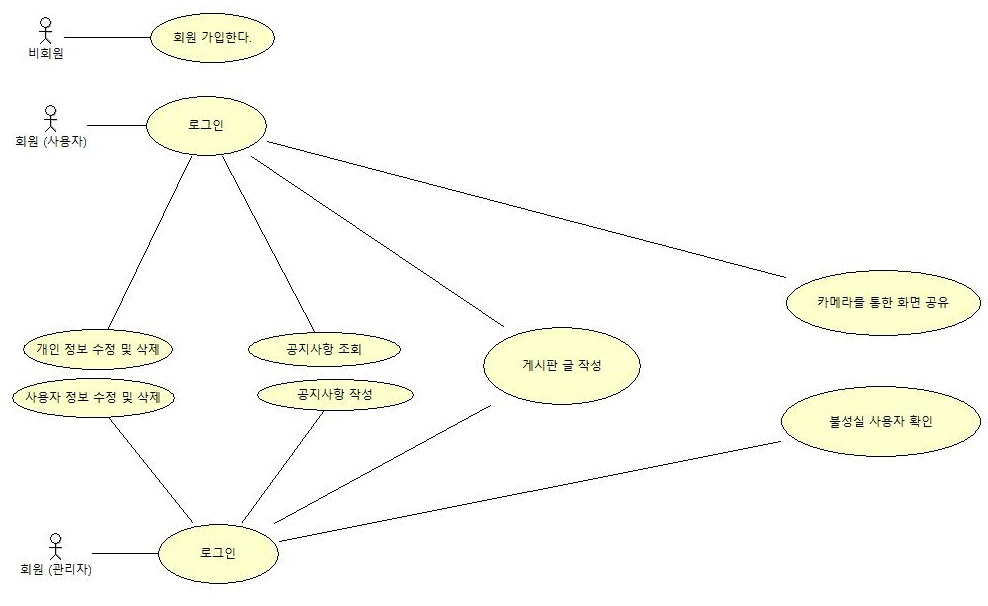 회원 가입한다.
비회원
로그인
회원 (사용자)
카메라를 통한 화면 공유
개인 정보 수정 및 삭제
공지사항 조회
게시판 글 작성
사용자 정보 수정 및 삭제
공지사항 작성
불성실 사용자 확인
로그인
회원 (관리자)